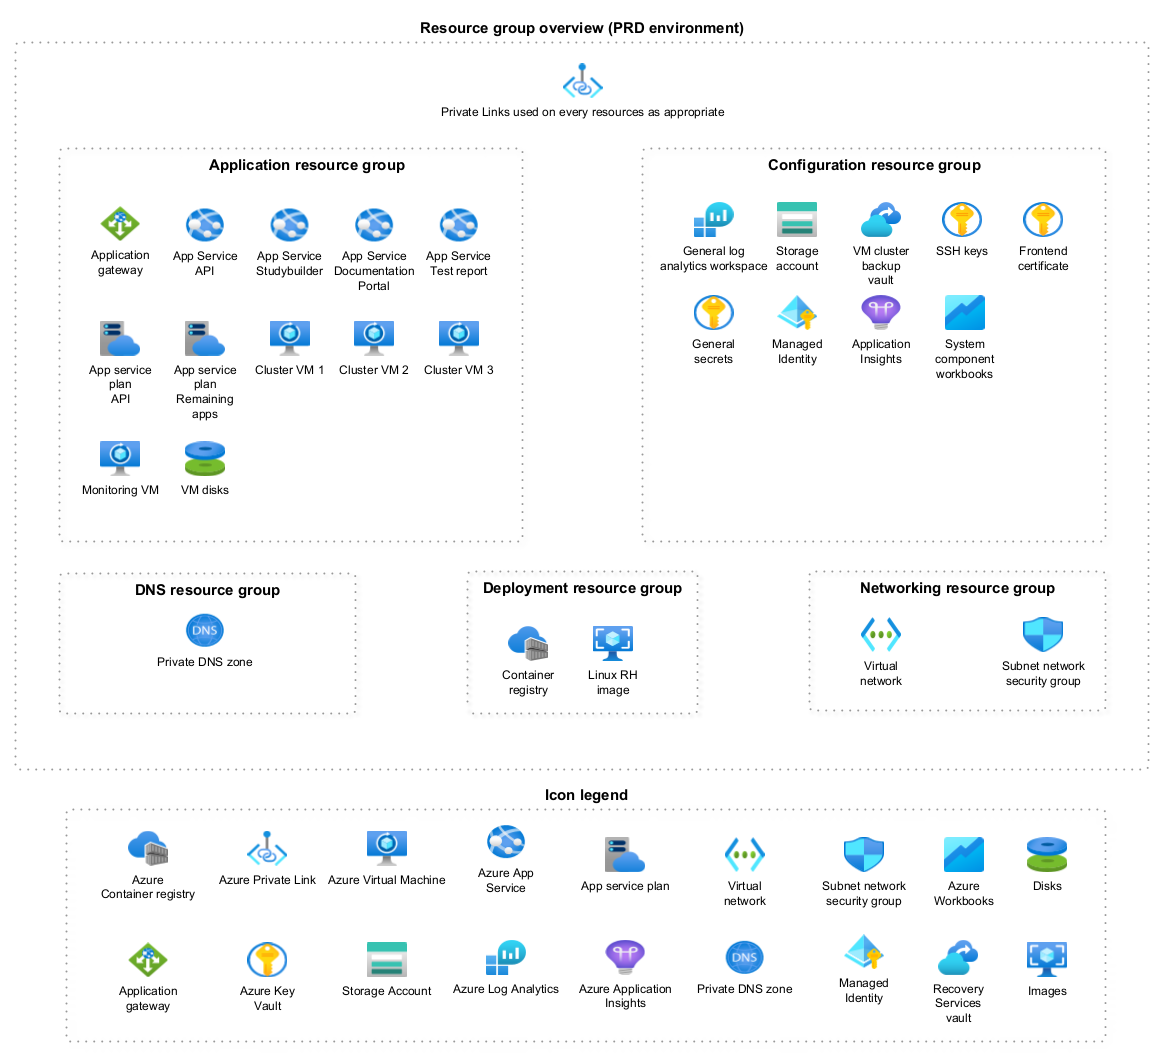 Resource group overview (PRD environment)
Private Links used on every resources as appropriate
Application resource group
Application
gateway
App Service
API
App Service
Studybuilder
App Service
Documentation
Portal
App Service
Test report
App service
plan
API
App service
plan
Remaining
apps
Cluster VM 1
Cluster VM 2
Cluster VM 3
Monitoring VM
VM disks
Configuration resource group
General log
analytics workspace
Storage
account
VM cluster
backup
vault
SSH keys
Frontend
certificate
General
secrets
Managed
Identity
Application
Insights
System
component
workbooks
DNS resource group
DNS
Private DNS zone
Deployment resource group
Container
registry
Linux RH
image
Networking resource group
Virtual
network
Subnet network
security group
Icon legend
Azure
Container registry
Azure Private Link
Azure Virtual Machine
Azure App
Service
App service plan
Virtual
network
Subnet network
security group
Azure
Workbooks
Disks
Application
gateway
Azure Key
Vault
Storage Account
Azure Log Analytics
Azure Application
Insights
DNS
Private DNS zone
Managed
Identity
Recovery
Services
vault
Images